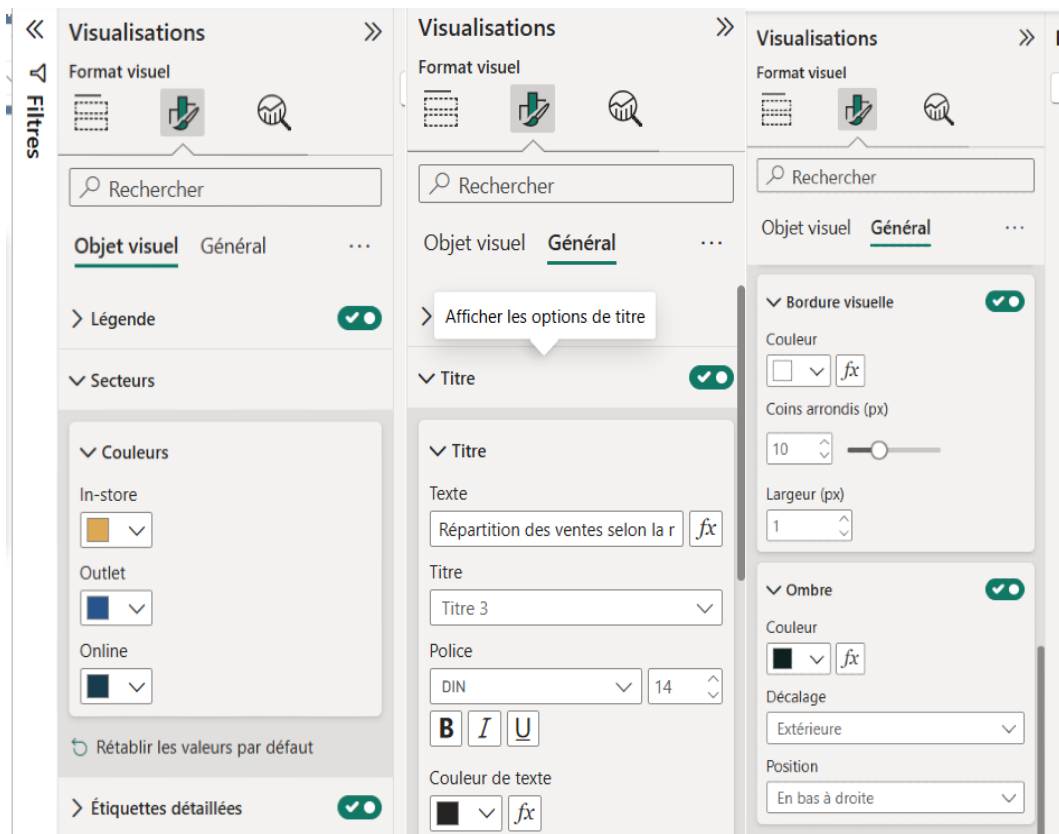 Filtres
Visualisations
Format visuel
Rechercher
Objet visuel Général ...
Légende
Secteurs
Couleurs
In-store
Outlet
Online
Rétablir les valeurs par défaut
Étiquettes détaillées
Visualisations
Format visuel
Rechercher
Objet visuel Général ...
Afficher les options de titre
Titre
Titre
Texte
Répartition des ventes selon la r fx
Titre
Titre 3
Police
DIN 14
B I U
Couleur de texte
fx
Visualisations
Format visuel
Rechercher
Objet visuel Général ...
Bordure visuelle
Couleur
fx
Coins arrondis (px)
10
Largeur (px)
1
Ombre
Couleur
fx
Décalage
Extérieure
Position
En bas à droite